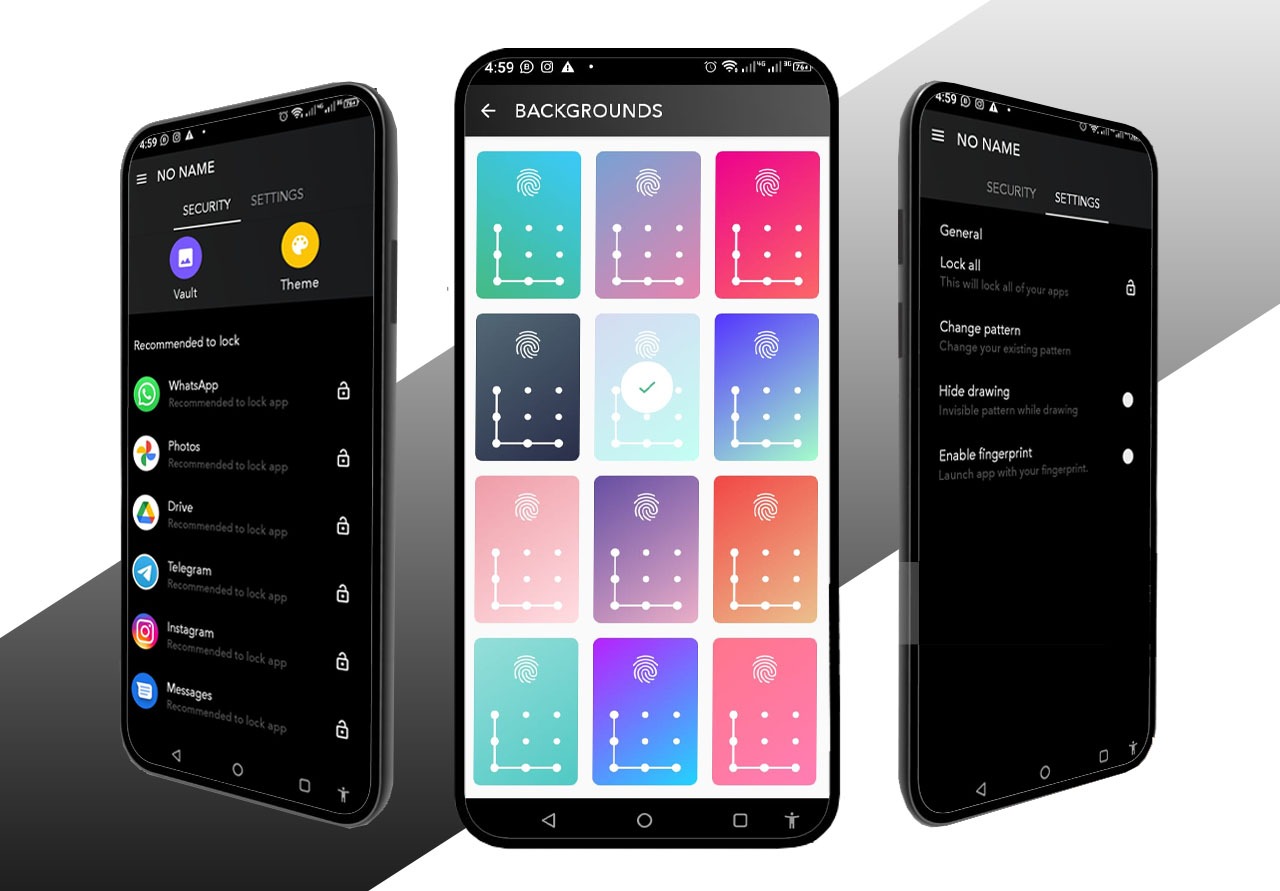 4:59
NO NAME
SECURITY SETTINGS
Vault Theme
Recommended to lock
WhatsApp
Recommended to lock app
Photos
Recommended to lock app
Drive
Recommended to lock app
Telegram
Recommended to lock app
Instagram
Recommended to lock app
Messages
Recommended to lock app
4:59 4G 3G 76
BACKGROUNDS
4:59
NO NAME
SECURITY SETTINGS
General
Lock all
This will lock all of your apps
Change pattern
Change your existing pattern
Hide drawing
Invisible pattern while drawing
Enable fingerprint
Launch app with your fingerprint.